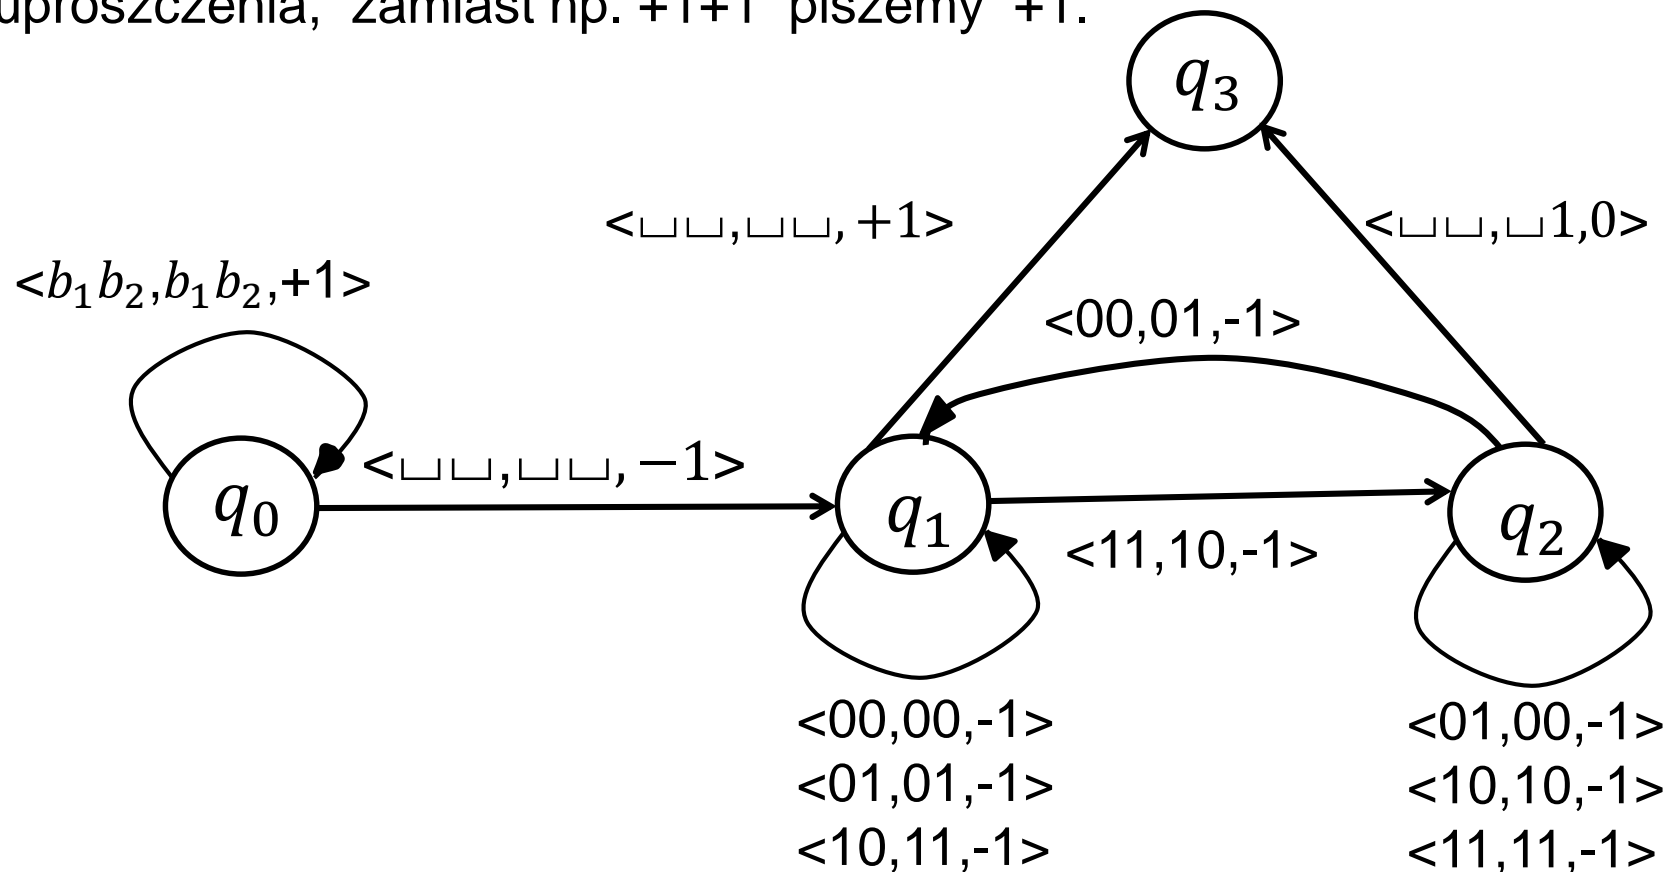 uproszczenia, zamiast np. +1+1 piszemy +1.
q₃
<␣␣,␣␣,+1>
<␣␣,␣1,0>
<b₁b₂,b₁b₂,+1>
<00,01,-1>
<␣␣,␣␣,−1>
q₀
q₁
q₂
<11,10,-1>
<00,00,-1>
<01,01,-1>
<10,11,-1>
<01,00,-1>
<10,10,-1>
<11,11,-1>